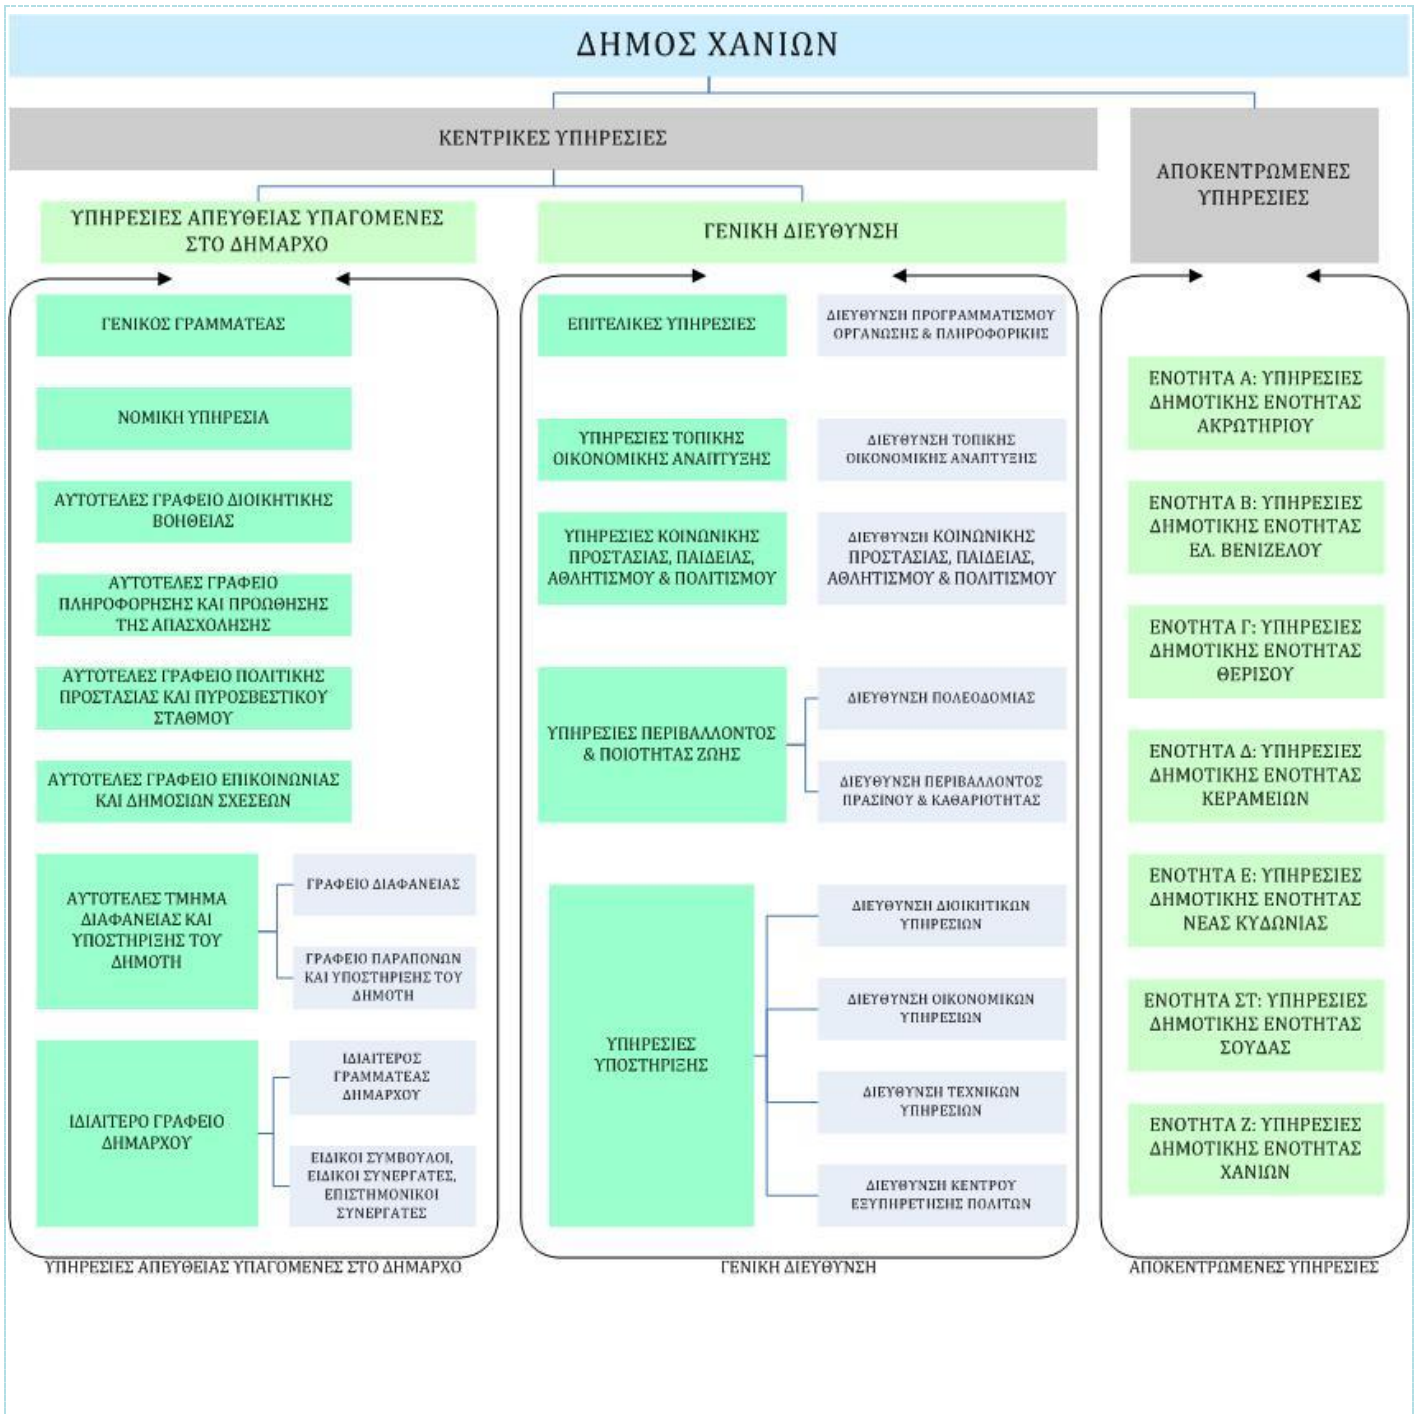 ΔΗΜΟΣ ΧΑΝΙΩΝ
ΚΕΝΤΡΙΚΕΣ ΥΠΗΡΕΣΙΕΣ
ΥΠΗΡΕΣΙΕΣ ΑΠΕΥΘΕΙΑΣ ΥΠΑΓΟΜΕΝΕΣ
ΣΤΟ ΔΗΜΑΡΧΟ
ΓΕΝΙΚΟΣ ΓΡΑΜΜΑΤΕΑΣ
ΝΟΜΙΚΗ ΥΠΗΡΕΣΙΑ
ΑΥΤΟΤΕΛΕΣ ΓΡΑΦΕΙΟ ΔΙΟΙΚΗΤΙΚΗΣ
ΒΟΗΘΕΙΑΣ
ΑΥΤΟΤΕΛΕΣ ΓΡΑΦΕΙΟ
ΠΛΗΡΟΦΟΡΗΣΗΣ ΚΑΙ ΠΡΟΩΘΗΣΗΣ
ΤΗΣ ΑΠΑΣΧΟΛΗΣΗΣ
ΑΥΤΟΤΕΛΕΣ ΓΡΑΦΕΙΟ ΠΟΛΙΤΙΚΗΣ
ΠΡΟΣΤΑΣΙΑΣ ΚΑΙ ΠΥΡΟΣΒΕΣΤΙΚΟΥ
ΣΤΑΘΜΟΥ
ΑΥΤΟΤΕΛΕΣ ΓΡΑΦΕΙΟ ΕΠΙΚΟΙΝΩΝΙΑΣ
ΚΑΙ ΔΗΜΟΣΙΩΝ ΣΧΕΣΕΩΝ
ΑΥΤΟΤΕΛΕΣ ΤΜΗΜΑ
ΔΙΑΦΑΝΕΙΑΣ ΚΑΙ
ΥΠΟΣΤΗΡΙΞΗΣ ΤΟΥ
ΔΗΜΟΤΗ
ΓΡΑΦΕΙΟ ΔΙΑΦΑΝΕΙΑΣ
ΓΡΑΦΕΙΟ ΠΑΡΑΠΟΝΩΝ
ΚΑΙ ΥΠΟΣΤΗΡΙΞΗΣ ΤΟΥ
ΔΗΜΟΤΗ
ΙΔΙΑΙΤΕΡΟ ΓΡΑΦΕΙΟ
ΔΗΜΑΡΧΟΥ
ΙΔΙΑΙΤΕΡΟΣ
ΓΡΑΜΜΑΤΕΑΣ
ΔΗΜΑΡΧΟΥ
ΕΙΔΙΚΟΙ ΣΥΜΒΟΥΛΟΙ,
ΕΙΔΙΚΟΙ ΣΥΝΕΡΓΑΤΕΣ,
ΕΠΙΣΤΗΜΟΝΙΚΟΙ
ΣΥΝΕΡΓΑΤΕΣ
ΥΠΗΡΕΣΙΕΣ ΑΠΕΥΘΕΙΑΣ ΥΠΑΓΟΜΕΝΕΣ ΣΤΟ ΔΗΜΑΡΧΟ
ΓΕΝΙΚΗ ΔΙΕΥΘΥΝΣΗ
ΕΠΙΤΕΛΙΚΕΣ ΥΠΗΡΕΣΙΕΣ
ΔΙΕΥΘΥΝΣΗ ΠΡΟΓΡΑΜΜΑΤΙΣΜΟΥ
ΟΡΓΑΝΩΣΗΣ & ΠΛΗΡΟΦΟΡΙΚΗΣ
ΥΠΗΡΕΣΙΕΣ ΤΟΠΙΚΗΣ
ΟΙΚΟΝΟΜΙΚΗΣ ΑΝΑΠΤΥΞΗΣ
ΔΙΕΥΘΥΝΣΗ ΤΟΠΙΚΗΣ
ΟΙΚΟΝΟΜΙΚΗΣ ΑΝΑΠΤΥΞΗΣ
ΥΠΗΡΕΣΙΕΣ ΚΟΙΝΩΝΙΚΗΣ
ΠΡΟΣΤΑΣΙΑΣ, ΠΑΙΔΕΙΑΣ,
ΑΘΛΗΤΙΣΜΟΥ & ΠΟΛΙΤΙΣΜΟΥ
ΔΙΕΥΘΥΝΣΗ ΚΟΙΝΩΝΙΚΗΣ
ΠΡΟΣΤΑΣΙΑΣ, ΠΑΙΔΕΙΑΣ,
ΑΘΛΗΤΙΣΜΟΥ & ΠΟΛΙΤΙΣΜΟΥ
ΥΠΗΡΕΣΙΕΣ ΠΕΡΙΒΑΛΛΟΝΤΟΣ
& ΠΟΙΟΤΗΤΑΣ ΖΩΗΣ
ΔΙΕΥΘΥΝΣΗ ΠΟΛΕΟΔΟΜΙΑΣ
ΔΙΕΥΘΥΝΣΗ ΠΕΡΙΒΑΛΛΟΝΤΟΣ
ΠΡΑΣΙΝΟΥ & ΚΑΘΑΡΙΟΤΗΤΑΣ
ΥΠΗΡΕΣΙΕΣ
ΥΠΟΣΤΗΡΙΞΗΣ
ΔΙΕΥΘΥΝΣΗ ΔΙΟΙΚΗΤΙΚΩΝ
ΥΠΗΡΕΣΙΩΝ
ΔΙΕΥΘΥΝΣΗ ΟΙΚΟΝΟΜΙΚΩΝ
ΥΠΗΡΕΣΙΩΝ
ΔΙΕΥΘΥΝΣΗ ΤΕΧΝΙΚΩΝ
ΥΠΗΡΕΣΙΩΝ
ΔΙΕΥΘΥΝΣΗ ΚΕΝΤΡΟΥ
ΕΞΥΠΗΡΕΤΗΣΗΣ ΠΟΛΙΤΩΝ
ΓΕΝΙΚΗ ΔΙΕΥΘΥΝΣΗ
ΑΠΟΚΕΝΤΡΩΜΕΝΕΣ
ΥΠΗΡΕΣΙΕΣ
ΕΝΟΤΗΤΑ Α: ΥΠΗΡΕΣΙΕΣ
ΔΗΜΟΤΙΚΗΣ ΕΝΟΤΗΤΑΣ
ΑΚΡΩΤΗΡΙΟΥ
ΕΝΟΤΗΤΑ Β: ΥΠΗΡΕΣΙΕΣ
ΔΗΜΟΤΙΚΗΣ ΕΝΟΤΗΤΑΣ
ΕΛ. ΒΕΝΙΖΕΛΟΥ
ΕΝΟΤΗΤΑ Γ: ΥΠΗΡΕΣΙΕΣ
ΔΗΜΟΤΙΚΗΣ ΕΝΟΤΗΤΑΣ
ΘΕΡΙΣΟΥ
ΕΝΟΤΗΤΑ Δ: ΥΠΗΡΕΣΙΕΣ
ΔΗΜΟΤΙΚΗΣ ΕΝΟΤΗΤΑΣ
ΚΕΡΑΜΕΙΩΝ
ΕΝΟΤΗΤΑ Ε: ΥΠΗΡΕΣΙΕΣ
ΔΗΜΟΤΙΚΗΣ ΕΝΟΤΗΤΑΣ
ΝΕΑΣ ΚΥΔΩΝΙΑΣ
ΕΝΟΤΗΤΑ ΣΤ: ΥΠΗΡΕΣΙΕΣ
ΔΗΜΟΤΙΚΗΣ ΕΝΟΤΗΤΑΣ
ΣΟΥΔΑΣ
ΕΝΟΤΗΤΑ Ζ: ΥΠΗΡΕΣΙΕΣ
ΔΗΜΟΤΙΚΗΣ ΕΝΟΤΗΤΑΣ
ΧΑΝΙΩΝ
ΑΠΟΚΕΝΤΡΩΜΕΝΕΣ ΥΠΗΡΕΣΙΕΣ